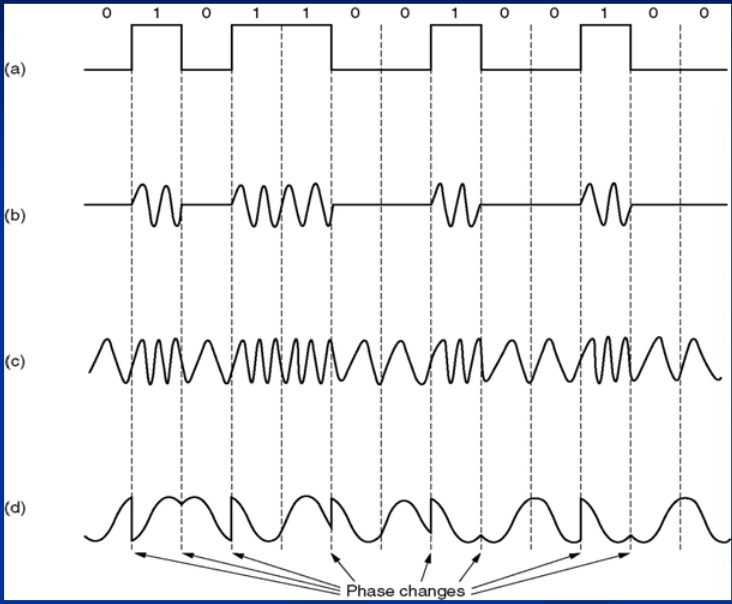 0 1 0 1 1 0 0 1 0 0 1 0 0
(a)
(b)
(c)
(d)
Phase changes